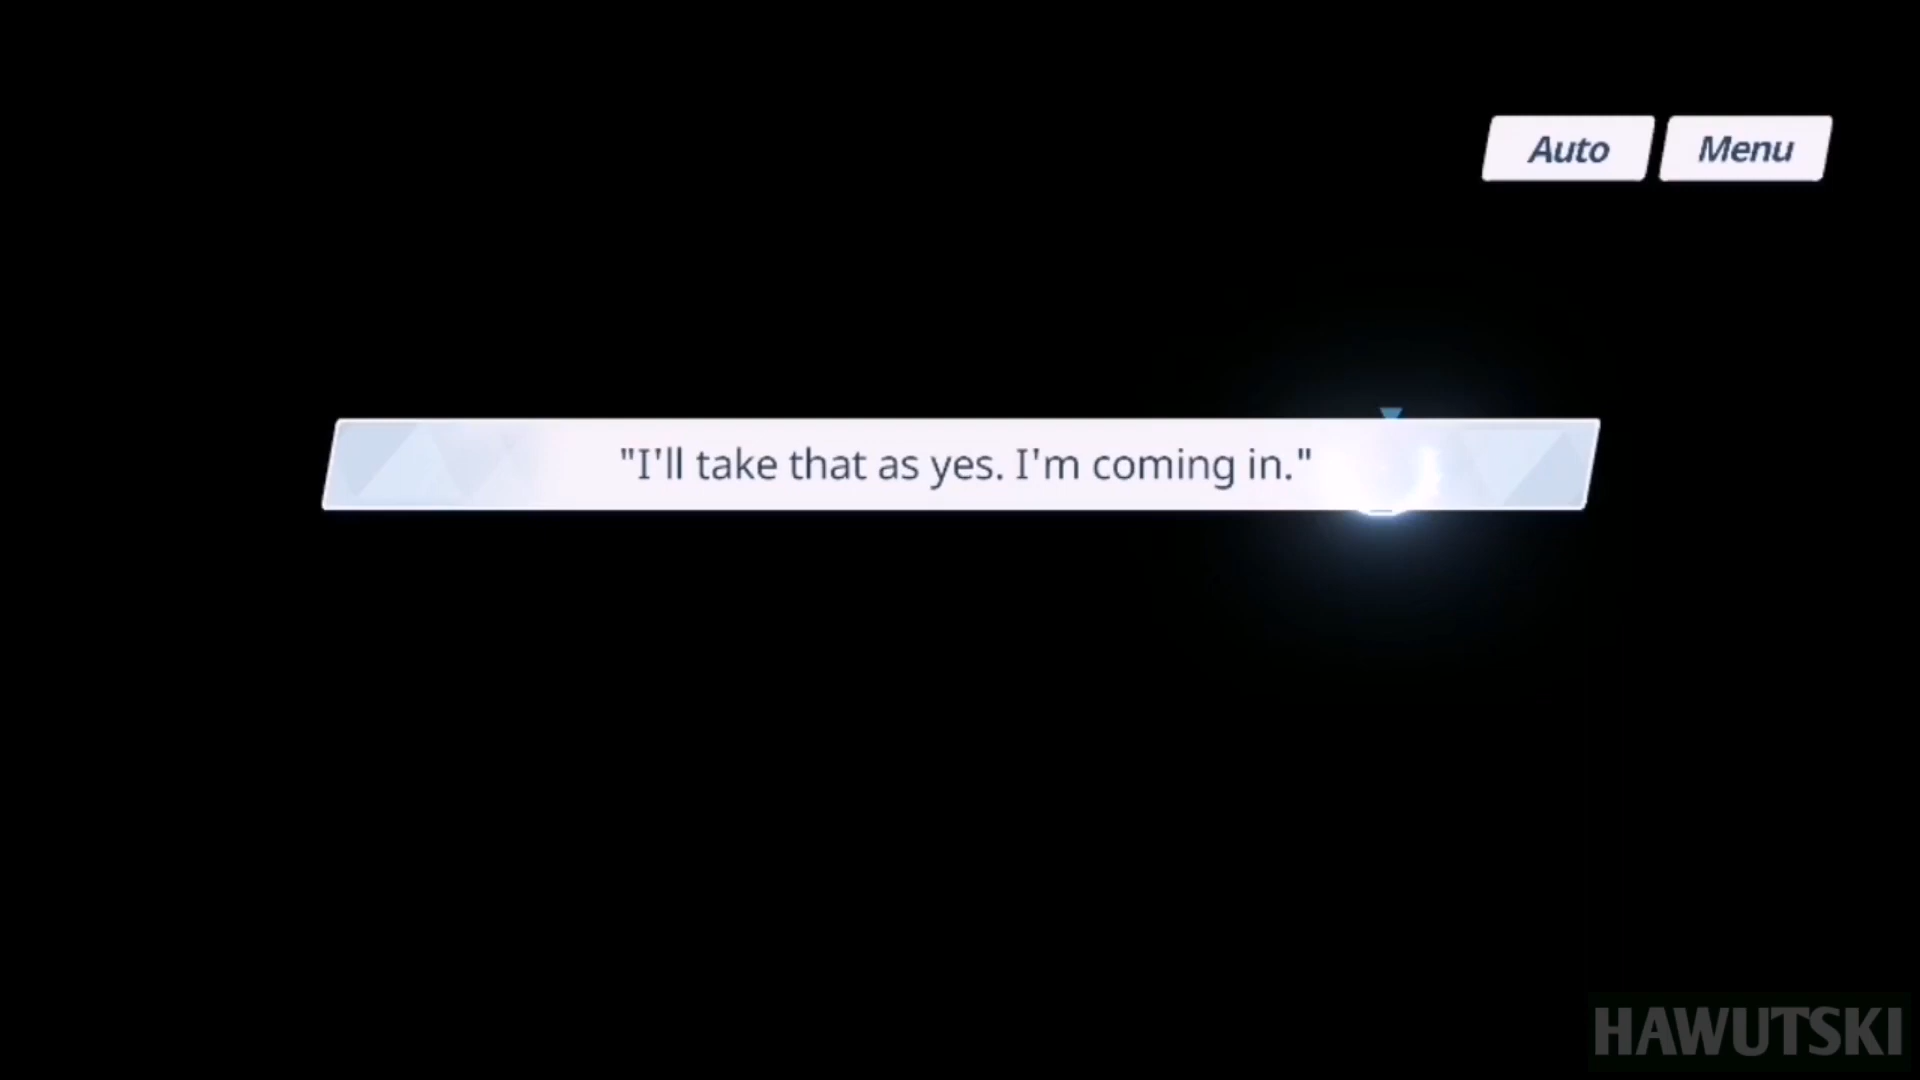 Auto Menu
"I'll take that as yes. I'm coming in."
HAWUTSKI